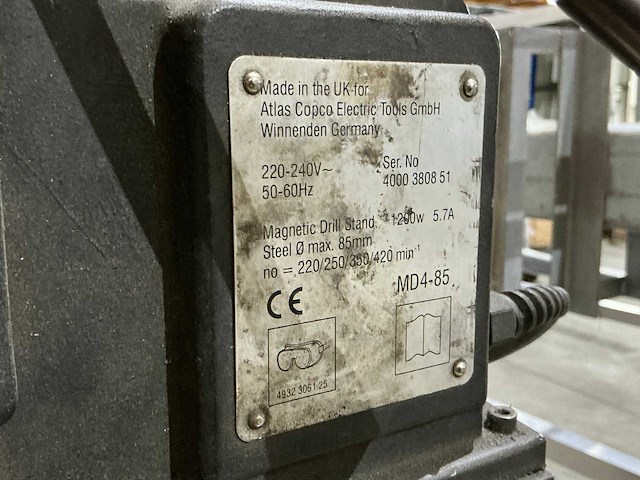 Made in the UK for
Atlas Copco Electric Tools GmbH
Winnenden Germany
220-240V~
50-60Hz
Ser. No
4000 3808 51
Magnetic Drill Stand 1200w 5.7A
Steel Ø max. 85mm
no = 220/250/350/420 min⁻¹
MD4-85
CE
4932 3061 25